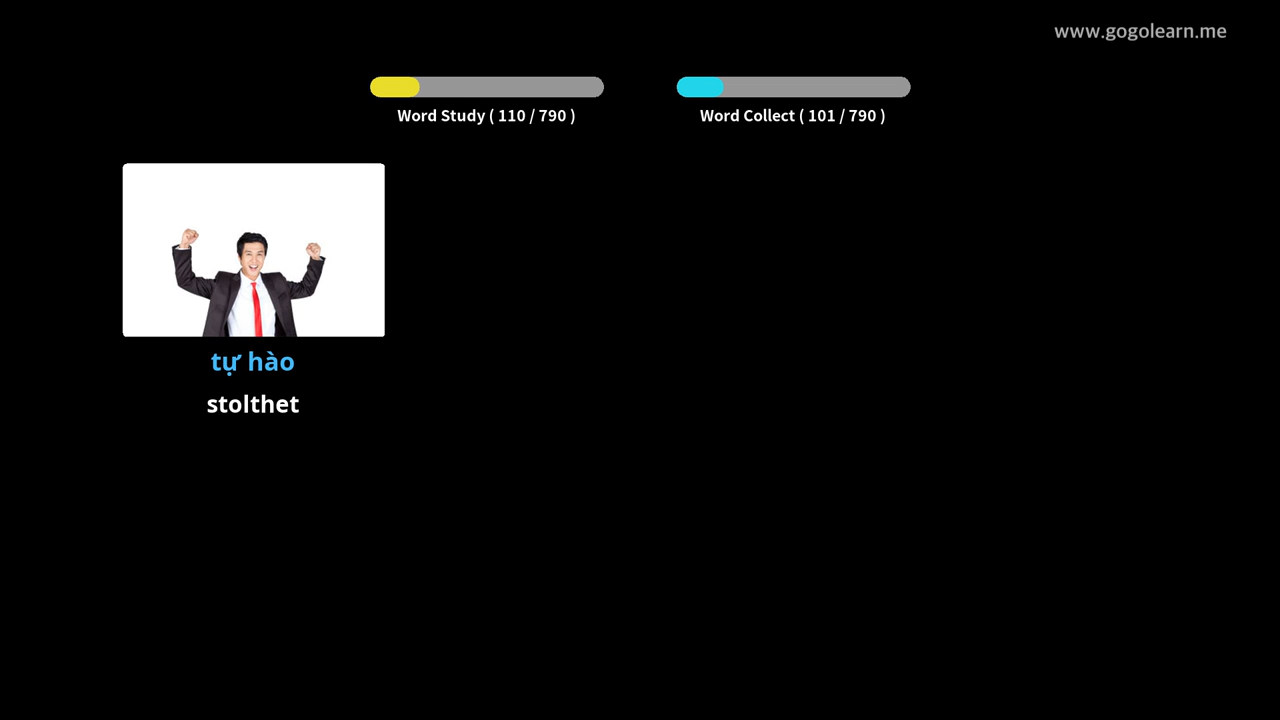 www.gogolearn.me
Word Study ( 110 / 790 )
Word Collect ( 101 / 790 )
tự hào
stolthet